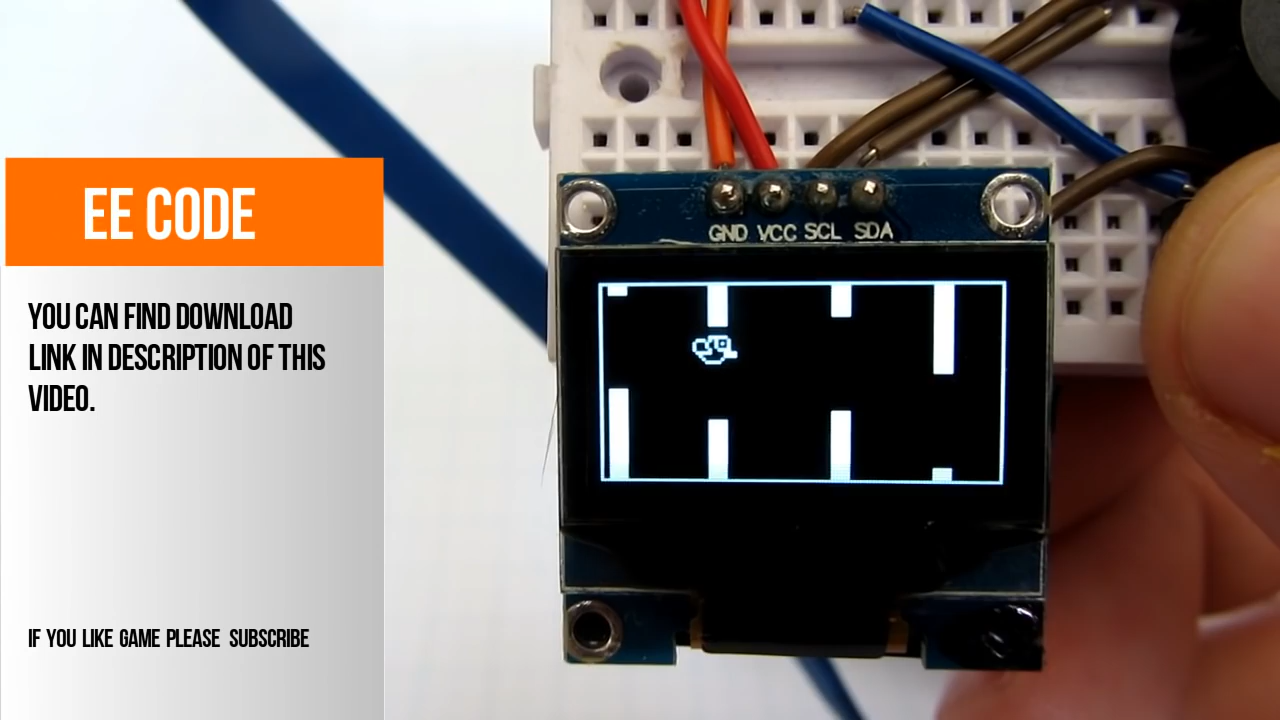 EE CODE
YOU CAN FIND DOWNLOAD
LINK IN DESCRIPTION OF THIS
VIDEO.
IF YOU LIKE GAME PLEASE SUBSCRIBE
GND VCC SCL SDA